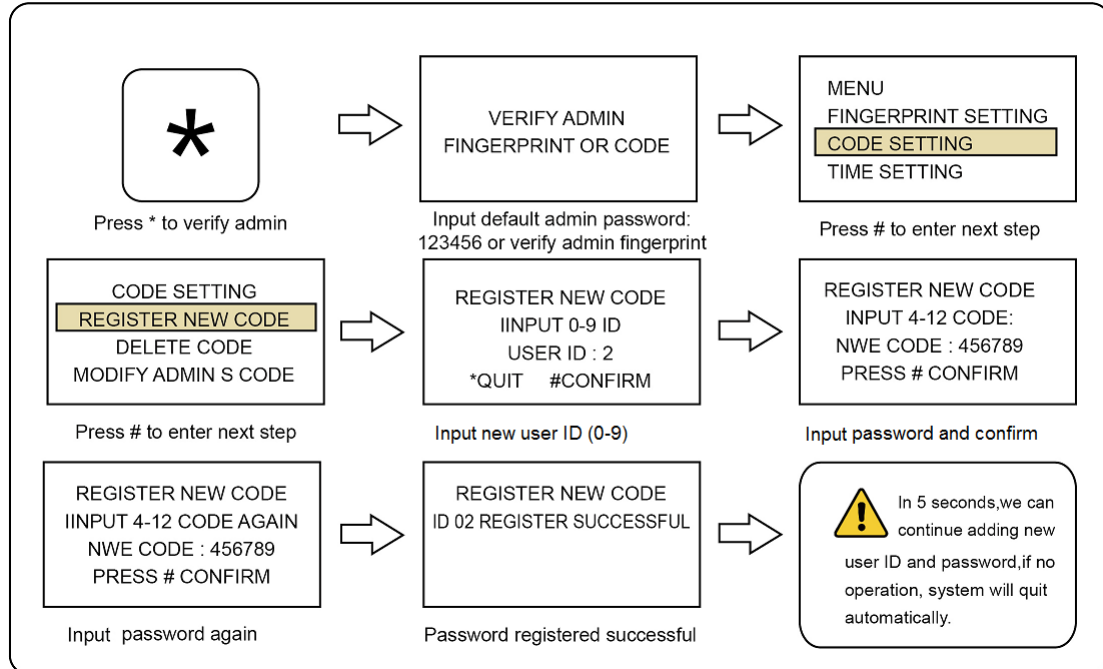 *
Press * to verify admin
VERIFY ADMIN
FINGERPRINT OR CODE
Input default admin password:
123456 or verify admin fingerprint
MENU
FINGERPRINT SETTING
CODE SETTING
TIME SETTING
Press # to enter next step
CODE SETTING
REGISTER NEW CODE
DELETE CODE
MODIFY ADMIN S CODE
Press # to enter next step
REGISTER NEW CODE
IINPUT 0-9 ID
USER ID : 2
*QUIT #CONFIRM
Input new user ID (0-9)
REGISTER NEW CODE
INPUT 4-12 CODE:
NWE CODE : 456789
PRESS # CONFIRM
Input password and confirm
REGISTER NEW CODE
IINPUT 4-12 CODE AGAIN
NWE CODE : 456789
PRESS # CONFIRM
Input password again
REGISTER NEW CODE
ID 02 REGISTER SUCCESSFUL
Password registered successful
In 5 seconds,we can
continue adding new
user ID and password,if no
operation, system will quit
automatically.